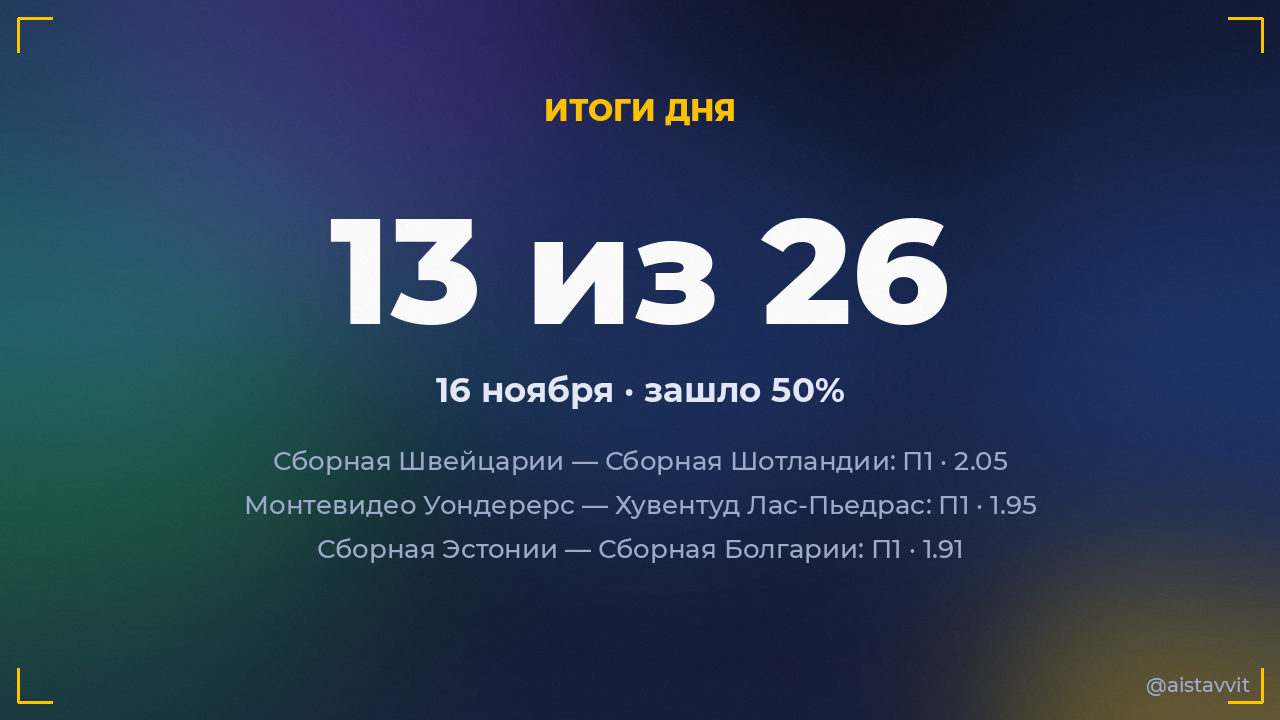 ИТОГИ ДНЯ
13 из 26
16 ноября · зашло 50%
Сборная Швейцарии — Сборная Шотландии: П1 · 2.05
Монтевидео Уондерерс — Хувентуд Лас-Пьедрас: П1 · 1.95
Сборная Эстонии — Сборная Болгарии: П1 · 1.91
@aistavvit